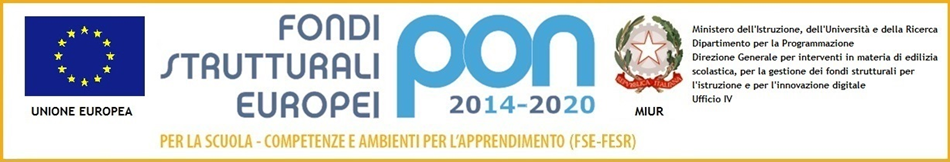 UNIONE EUROPEA
FONDI
STRUTTURALI
EUROPEI
pon
2014-2020
PER LA SCUOLA - COMPETENZE E AMBIENTI PER L'APPRENDIMENTO (FSE-FESR)
REPVBBLICA ITALIANA
MIUR
Ministero dell'Istruzione, dell'Università e della Ricerca
Dipartimento per la Programmazione
Direzione Generale per interventi in materia di edilizia
scolastica, per la gestione dei fondi strutturali per
l'istruzione e per l'innovazione digitale
Ufficio IV